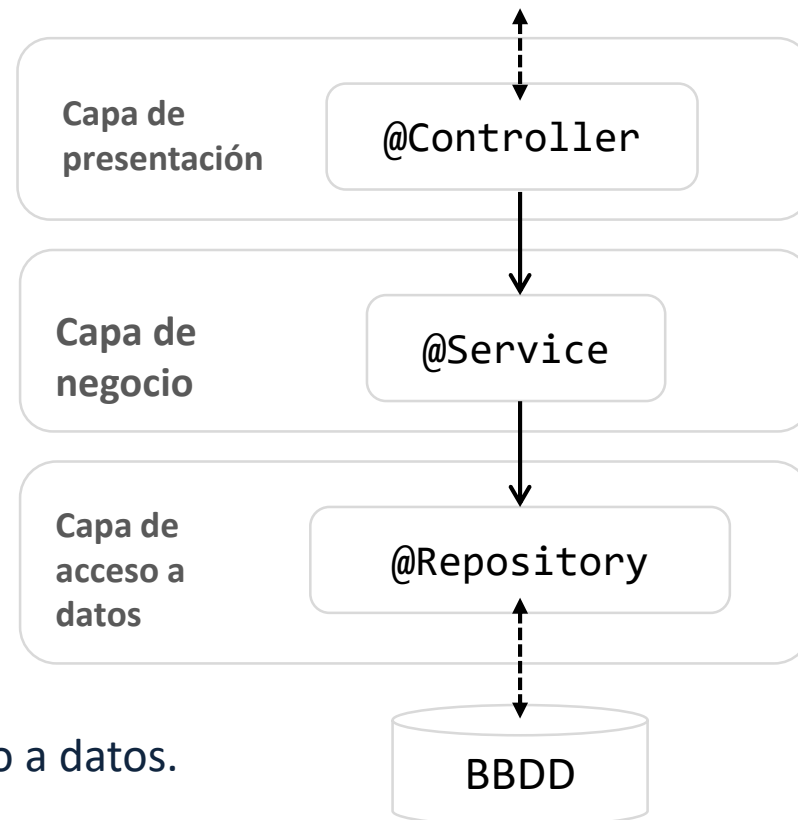 Capa de
presentación
@Controller
Capa de
negocio
@Service
Capa de
acceso a
datos
@Repository
o a datos.
BBDD